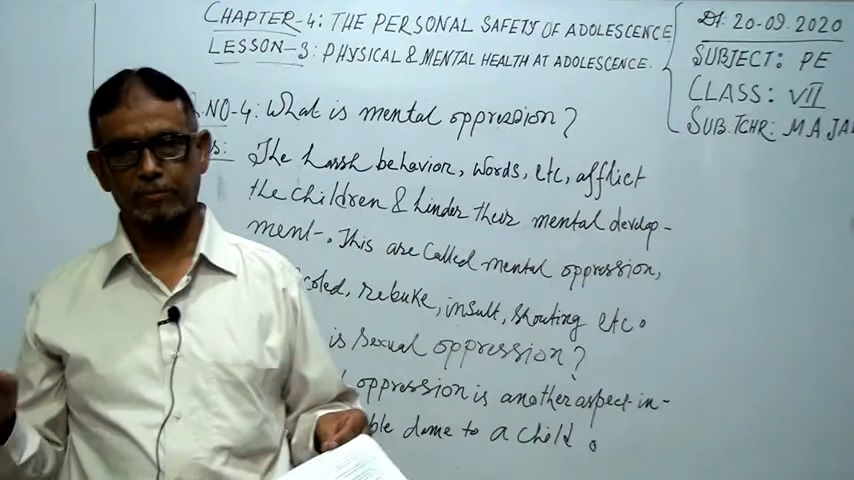 CHAPTER-4: THE PERSONAL SAFETY OF ADOLESCENCE
LESSON-3: PHYSICAL & MENTAL HEALTH AT ADOLESCENCE.
Dt: 20-09.2020
SUBJECT: PE
CLASS: VII
SUB.TCHR: M A JAL
.NO-4: What is mental oppression?
s: The harsh behavior, words, etc, afflict
the children & hinder their mental develop-
ment-. This are called mental oppression,
rebuke, insult, shouting etc.
is Sexual oppression?
oppression is another aspect in-
ble done to a child.